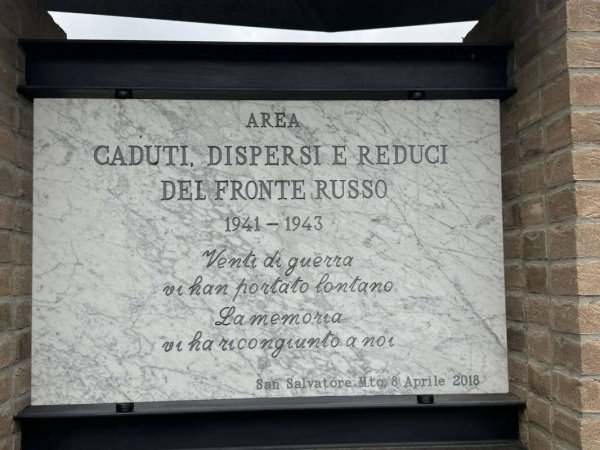 AREA
CADUTI, DISPERSI E REDUCI
DEL FRONTE RUSSO
1941 - 1943
Venti di guerra
vi han portato lontano
La memoria
vi ha ricongiunto a noi
San Salvatore M.to, 8 Aprile 2018